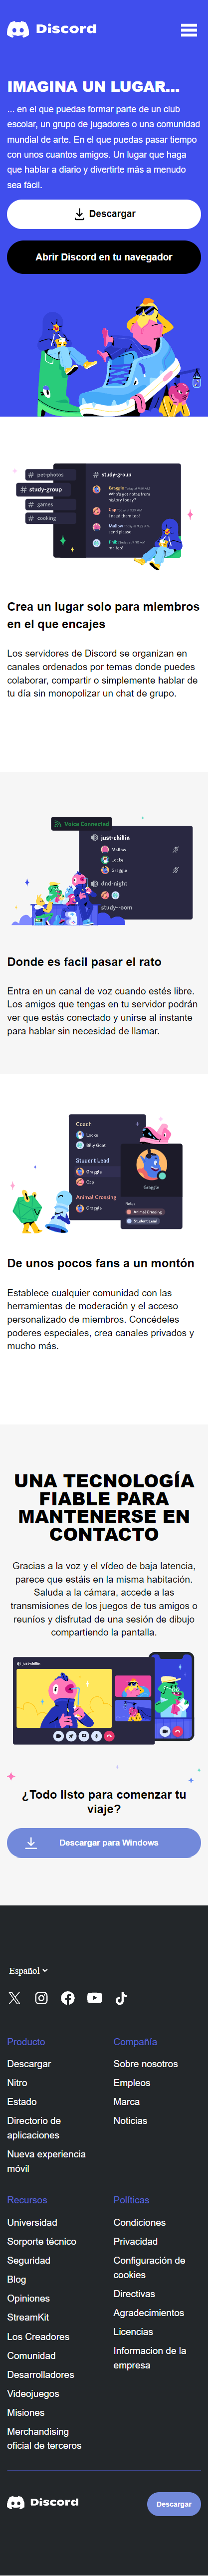 Discord
IMAGINA UN LUGAR...
... en el que puedas formar parte de un club
escolar, un grupo de jugadores o una comunidad
mundial de arte. En el que puedas pasar tiempo
con unos cuantos amigos. Un lugar que haga
que hablar a diario y divertirte más a menudo
sea fácil.
Descargar
Abrir Discord en tu navegador
# pet-photos
# study-group
# games
# cooking
# study-group
Graggle
Who's got notes from
Cap
I need them too!
Mallow
Phibi
me too!
Crea un lugar solo para miembros
en el que encajes
Los servidores de Discord se organizan en
canales ordenados por temas donde puedes
colaborar, compartir o simplemente hablar de
tu día sin monopolizar un chat de grupo.
Voice Connected
just-chillin
Mallow
Locke
Graggle
dnd-night
study-room
Donde es facil pasar el rato
Entra en un canal de voz cuando estés libre.
Los amigos que tengas en tu servidor podrán
ver que estás conectado y unirse al instante
para hablar sin necesidad de llamar.
Coach
Locke
Billy Goat
Student Lead
Graggle
Cap
Animal Crossing
Graggle
Graggle
Roles
Animal Crossing
Student Lead
De unos pocos fans a un montón
Establece cualquier comunidad con las
herramientas de moderación y el acceso
personalizado de miembros. Concédeles
poderes especiales, crea canales privados y
mucho más.
UNA TECNOLOGÍA
FIABLE PARA
MANTENERSE EN
CONTACTO
Gracias a la voz y el vídeo de baja latencia,
parece que estáis en la misma habitación.
Saluda a la cámara, accede a las
transmisiones de los juegos de tus amigos o
reuníos y disfrutad de una sesión de dibujo
compartiendo la pantalla.
just-chillin
¿Todo listo para comenzar tu
viaje?
Descargar para Windows
Español
Producto
Descargar
Nitro
Estado
Directorio de
aplicaciones
Nueva experiencia
móvil
Compañía
Sobre nosotros
Empleos
Marca
Noticias
Recursos
Universidad
Sorporte técnico
Seguridad
Blog
Opiniones
StreamKit
Los Creadores
Comunidad
Desarrolladores
Videojuegos
Misiones
Merchandising
oficial de terceros
Políticas
Condiciones
Privacidad
Configuración de
cookies
Directivas
Agradecimientos
Licencias
Informacion de la
empresa
Discord
Descargar